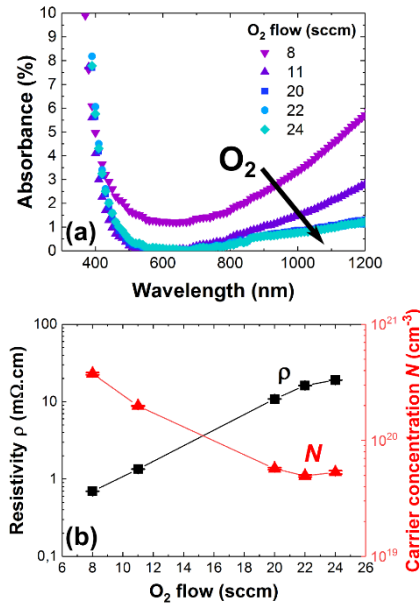 O₂ flow (sccm)
8
11
20
22
24
O₂
(a)
Absorbance (%)
10
9
8
7
6
5
4
3
2
1
0
400 600 800 1000 1200
Wavelength (nm)
Resistivity ρ (mΩ.cm)
100
10
1
0,1
ρ
N
(b)
Carrier concentration N (cm⁻³)
10²¹
10²⁰
10¹⁹
6 8 10 12 14 16 18 20 22 24 26
O₂ flow (sccm)